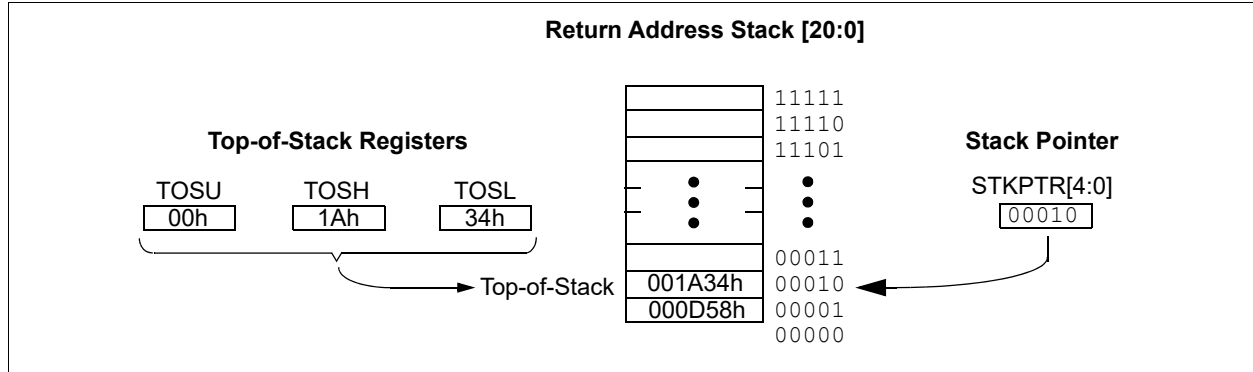 Return Address Stack [20:0]
11111
11110
Top-of-Stack Registers
11101
Stack Pointer
TOSU TOSH TOSL
STKPTR[4:0]
00h 1Ah 34h
00010
00011
Top-of-Stack 001A34h 00010
000D58h 00001
00000